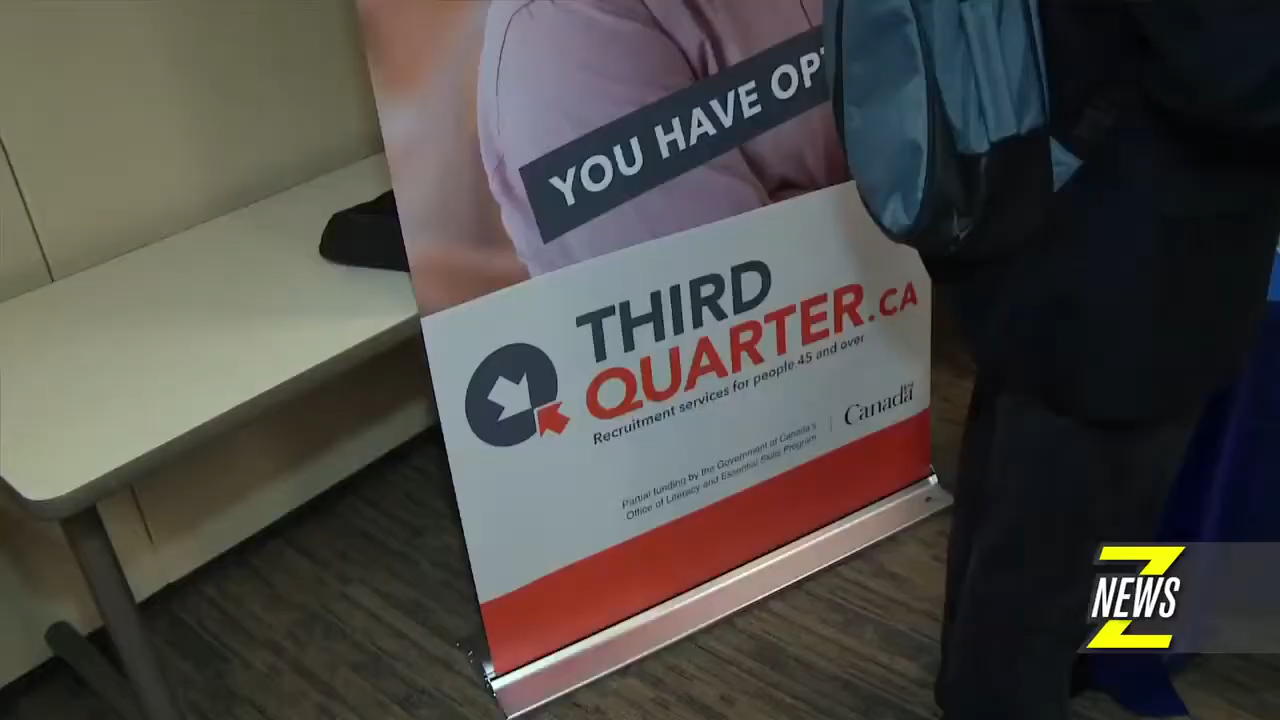 YOU HAVE OP
THIRD
QUARTER.CA
Recruitment services for people 45 and over
Partial funding by the Government of Canada's
Office of Literacy and Essential Skills Program
Canada
Z
NEWS